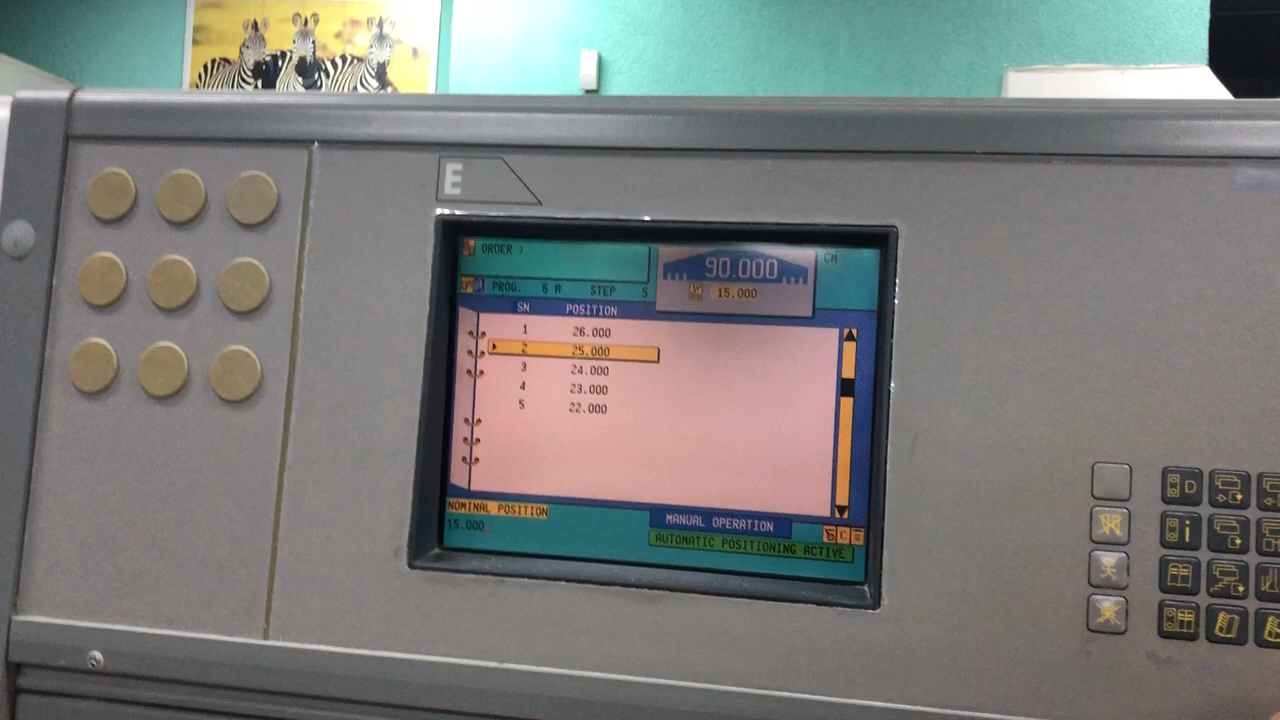 E
ORDER :
90.000
CM
15.000
PROG. 6 A STEP S
SN POSITION
1 26.000
2 25.000
3 24.000
4 23.000
5 22.000
NOMINAL POSITION
15.000
MANUAL OPERATION
C
AUTOMATIC POSITIONING ACTIVE
D
i